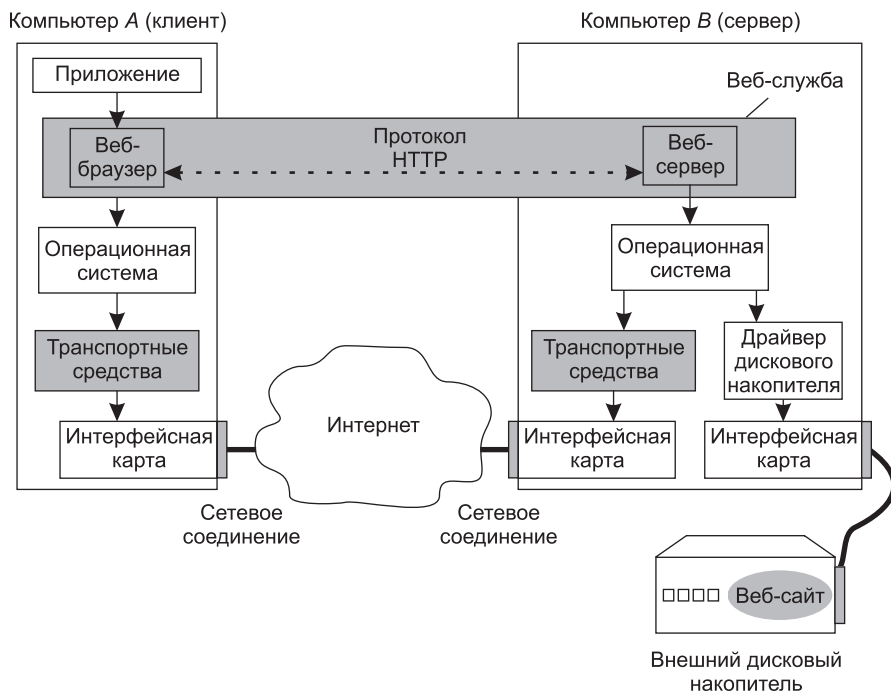 Компьютер A (клиент)
Компьютер B (сервер)
Приложение
Веб-служба
Протокол
HTTP
Веб-
браузер
Веб-
сервер
Операционная
система
Операционная
система
Транспортные
средства
Транспортные
средства
Драйвер
дискового
накопителя
Интерфейсная
карта
Интернет
Интерфейсная
карта
Интерфейсная
карта
Сетевое
соединение
Сетевое
соединение
Веб-сайт
Внешний дисковый
накопитель